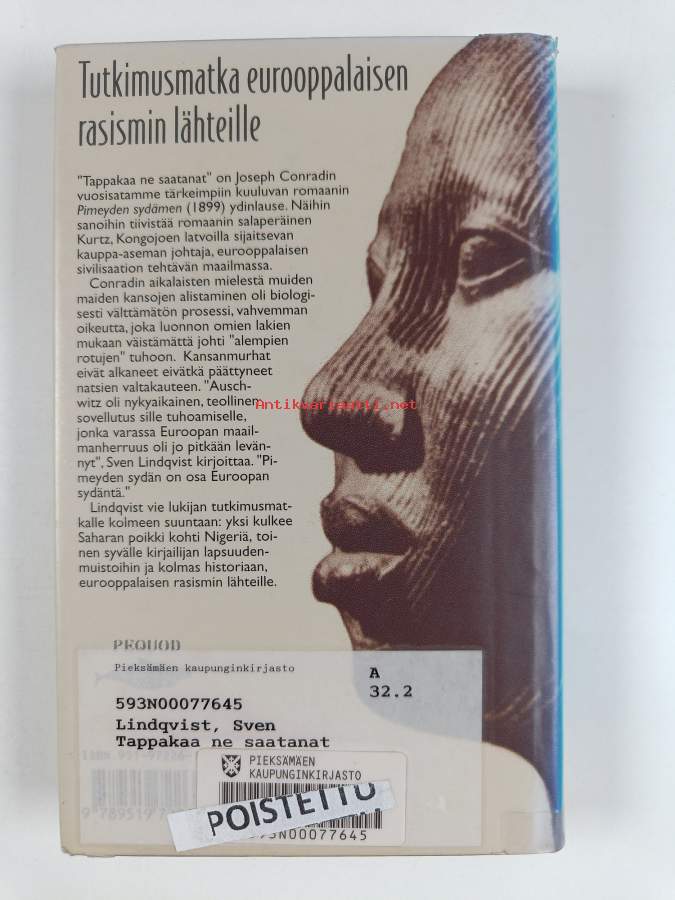 Tutkimusmatka eurooppalaisen
rasismin lähteille
"Tappakaa ne saatanat" on Joseph Conradin
vuosisatamme tärkeimpiin kuuluvan romaanin
Pimeyden sydämen (1899) ydinlause. Näihin
sanoihin tiivistää romaanin salaperäinen
Kurtz, Kongojoen latvoilla sijaitsevan
kauppa-aseman johtaja, eurooppalaisen
sivilisaation tehtävän maailmassa.
Conradin aikalaisten mielestä muiden
maiden kansojen alistaminen oli biologi-
sesti välttämätön prosessi, vahvemman
oikeutta, joka luonnon omien lakien
mukaan väistämättä johti "alempien
rotujen" tuhoon. Kansanmurhat
eivät alkaneet eivätkä päättyneet
natsien valtakauteen. "Ausch-
witz oli nykyaikainen, teollinen
sovellutus sille tuhoamiselle,
jonka varassa Euroopan maail-
manherruus oli jo pitkään levän-
nyt", Sven Lindqvist kirjoittaa. "Pi-
meyden sydän on osa Euroopan
sydäntä."
Lindqvist vie lukijan tutkimusmat-
kalle kolmeen suuntaan: yksi kulkee
Saharan poikki kohti Nigeriä, toi-
nen syvälle kirjailijan lapsuuden-
muistoihin ja kolmas historiaan,
eurooppalaisen rasismin lähteille.
Antikvariaatti.net
PEQUOD
Pieksämäen kaupunginkirjasto
A
32.2
593N00077645
Lindqvist, Sven
Tappakaa ne saatanat
PIEKSÄMÄEN
KAUPUNGINKIRJASTO
POISTETTU
593N00077645